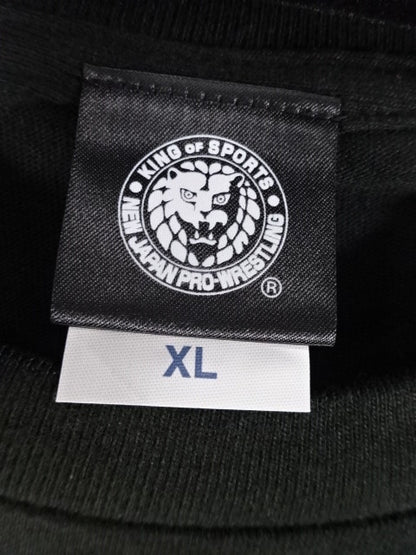 KING OF SPORTS
NEW JAPAN PRO-WRESTLING
®
XL